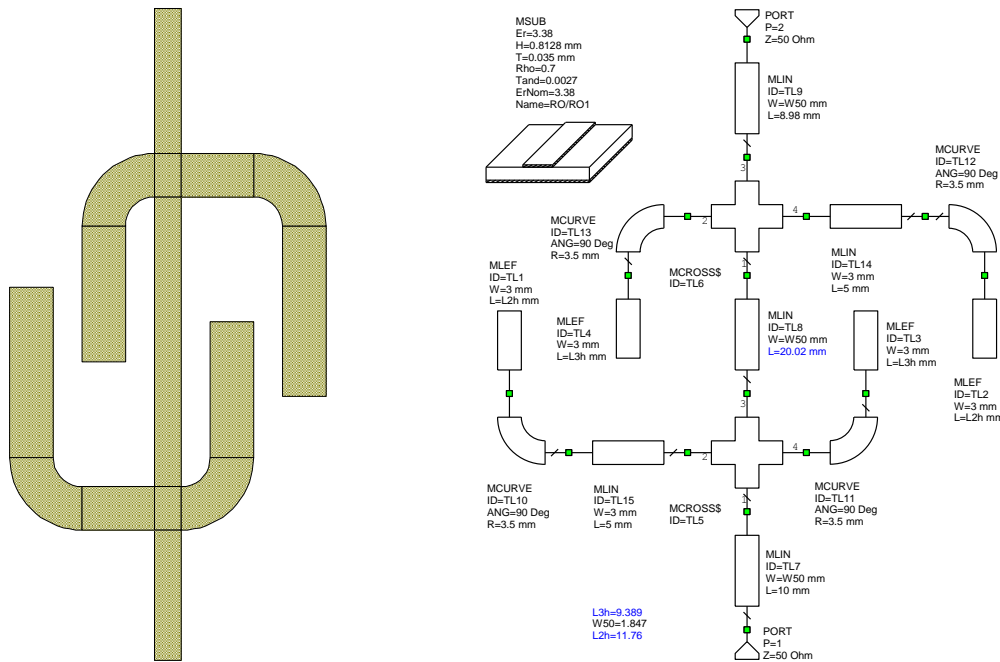 MSUB
Er=3.38
H=0.8128 mm
T=0.035 mm
Rho=0.7
Tand=0.0027
ErNom=3.38
Name=RO/RO1
PORT
P=2
Z=50 Ohm
MLIN
ID=TL9
W=W50 mm
L=8.98 mm
3
MCURVE
ID=TL12
ANG=90 Deg
R=3.5 mm
2
4
MCURVE
ID=TL13
ANG=90 Deg
R=3.5 mm
1
MCROSS$
ID=TL6
MLIN
ID=TL14
W=3 mm
L=5 mm
MLEF
ID=TL1
W=3 mm
L=L2h mm
MLEF
ID=TL4
W=3 mm
L=L3h mm
MLIN
ID=TL8
W=W50 mm
L=20.02 mm
MLEF
ID=TL3
W=3 mm
L=L3h mm
MLEF
ID=TL2
W=3 mm
L=L2h mm
3
2
4
MCURVE
ID=TL10
ANG=90 Deg
R=3.5 mm
MLIN
ID=TL15
W=3 mm
L=5 mm
1
MCROSS$
ID=TL5
MCURVE
ID=TL11
ANG=90 Deg
R=3.5 mm
MLIN
ID=TL7
W=W50 mm
L=10 mm
L3h=9.389
W50=1.847
L2h=11.76
PORT
P=1
Z=50 Ohm